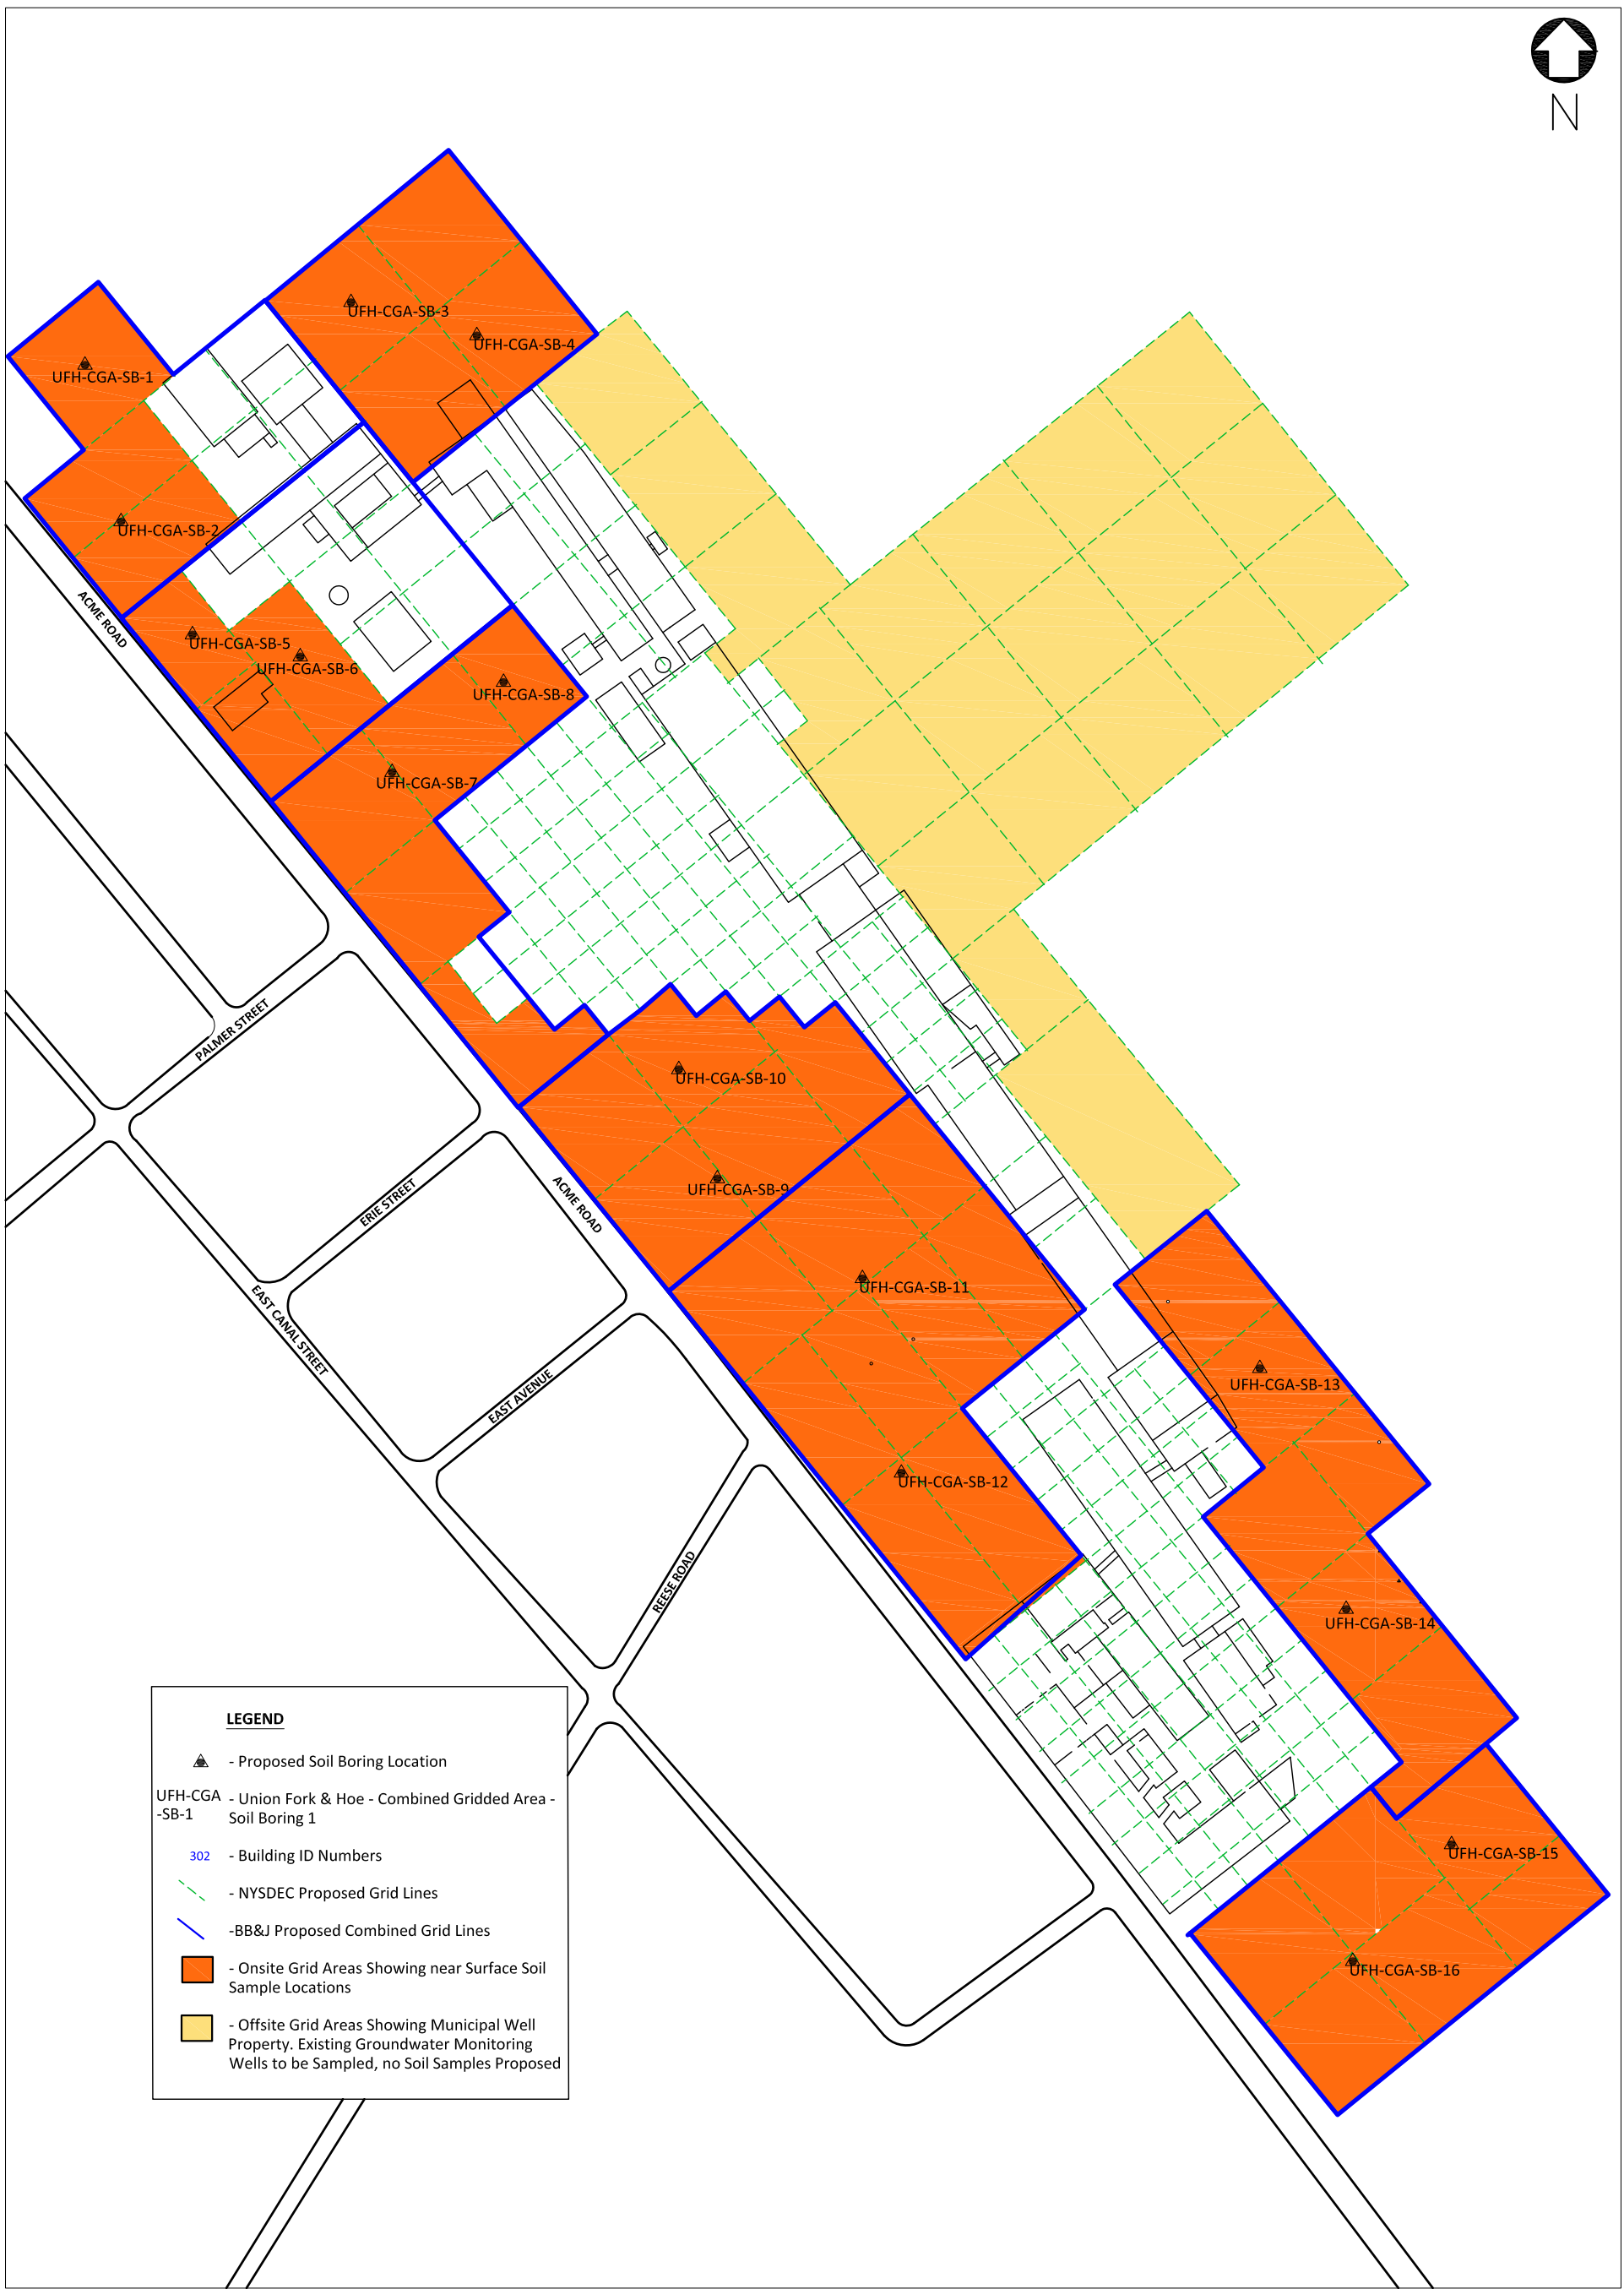 N
UFH-CGA-SB-3
UFH-CGA-SB-4
UFH-CGA-SB-1
UFH-CGA-SB-2
ACME ROAD
UFH-CGA-SB-5
UFH-CGA-SB-6
UFH-CGA-SB-8
UFH-CGA-SB-7
PALMER STREET
UFH-CGA-SB-10
UFH-CGA-SB-9
ERIE STREET
ACME ROAD
UFH-CGA-SB-11
EAST CANAL STREET
EAST AVENUE
UFH-CGA-SB-13
UFH-CGA-SB-12
REESE ROAD
UFH-CGA-SB-14
UFH-CGA-SB-15
UFH-CGA-SB-16
LEGEND
- Proposed Soil Boring Location
UFH-CGA
-SB-1
- Union Fork & Hoe - Combined Gridded Area -
Soil Boring 1
302
- Building ID Numbers
- NYSDEC Proposed Grid Lines
-BB&J Proposed Combined Grid Lines
- Onsite Grid Areas Showing near Surface Soil
Sample Locations
- Offsite Grid Areas Showing Municipal Well
Property. Existing Groundwater Monitoring
Wells to be Sampled, no Soil Samples Proposed